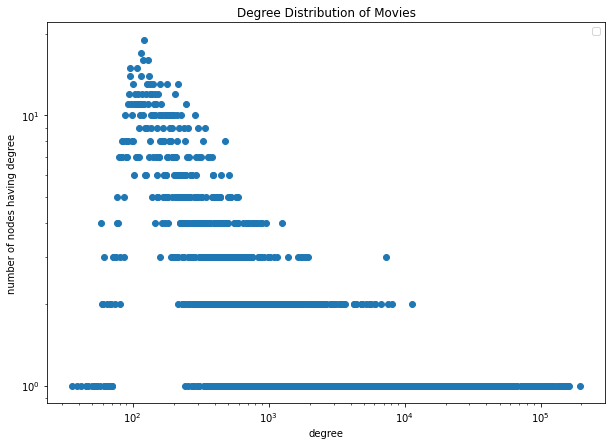 Degree Distribution of Movies
number of nodes having degree
10¹
10⁰
10²
10³
10⁴
10⁵
degree